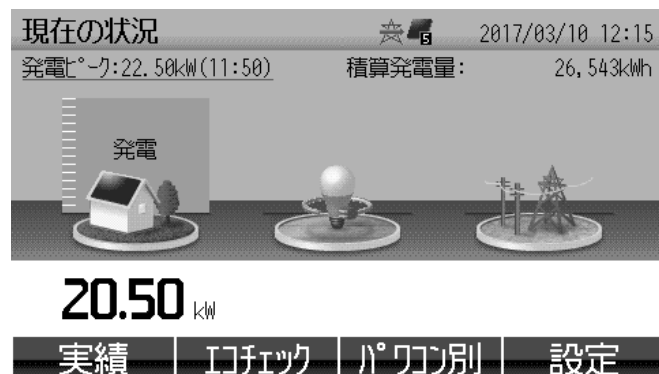 現在の状況 5 2017/03/10 12:15
発電ﾋﾟｰｸ:22.50kW(11:50) 積算発電量: 26,543kWh
発電
20.50 kW
実績 ｴｺﾁｪｯｸ ﾊﾟﾜｺﾝ別 設定